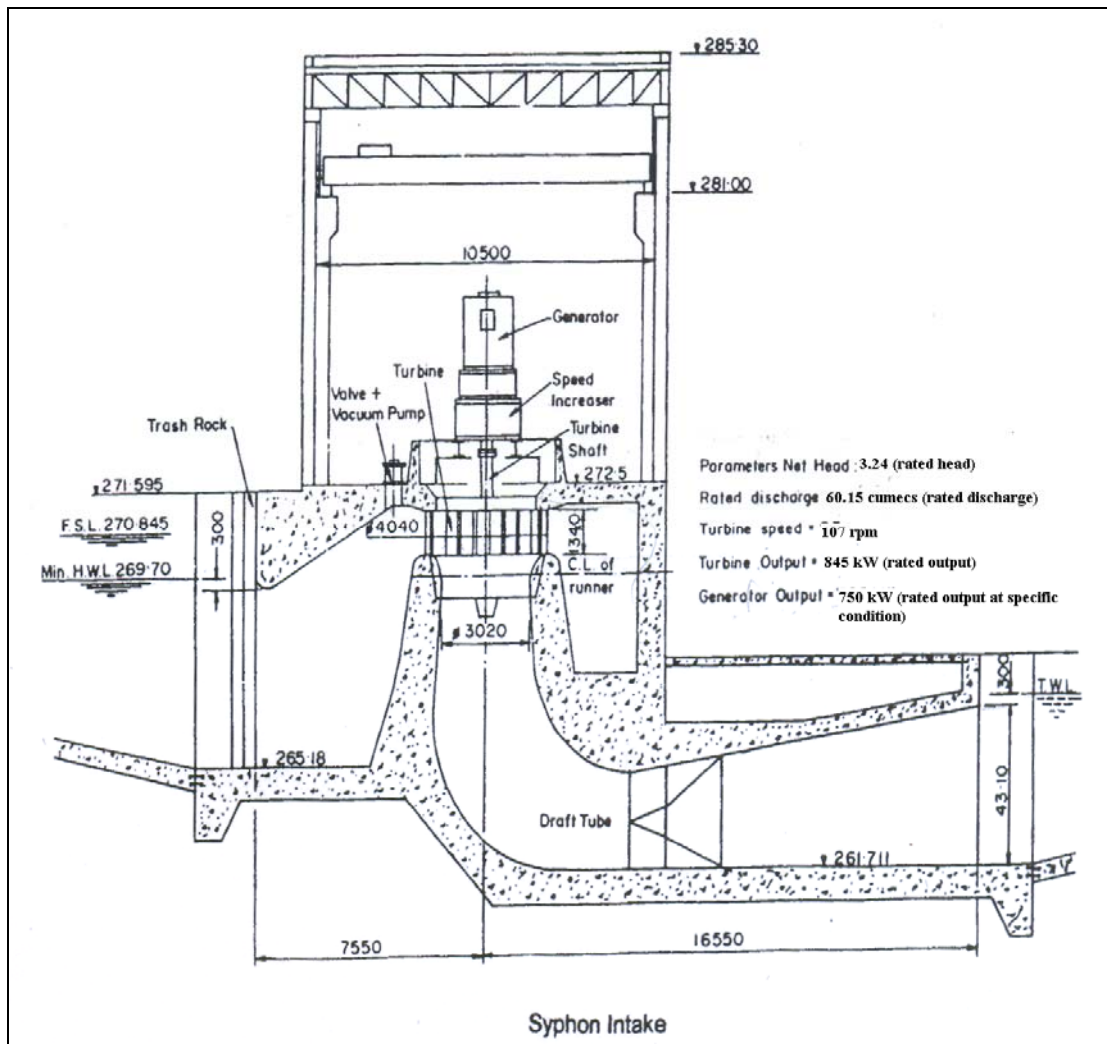 285·30
281·00
10500
Generator
Turbine
Speed
Increaser
Valve +
Vacuum Pump
Turbine
Shaft
Trash Rock
272·5
271·595
F.S.L. 270·845
300
Min. H.W.L 269.70
ø4040
1340
C.L. of
runner
ø 3020
Parameters Net Head : 3.24 (rated head)
Rated discharge 60.15 cumecs (rated discharge)
Turbine speed = 107 rpm
Turbine Output = 845 kW (rated output)
Generator Output = 750 kW (rated output at specific
condition)
300
T.W.L.
265·18
43·10
Draft Tube
261.711
7550
16550
Syphon Intake